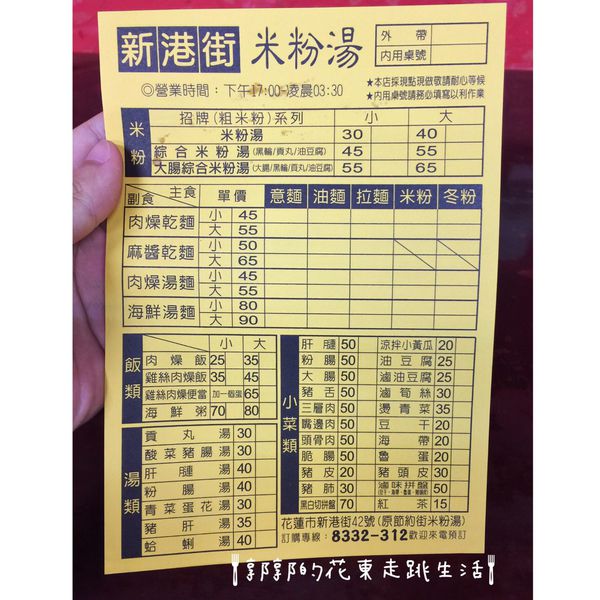 新港街 米粉湯
外帶
內用桌號
◎營業時間：下午17:00-凌晨03:30
★本店採現點現做敬請耐心等候
★內用桌號請務必填寫以利作業
米粉
招牌(粗米粉)系列 小 大
米粉湯 30 40
綜合米粉湯(黑輪/貢丸/油豆腐) 45 55
大腸綜合米粉湯(大腸/黑輪/貢丸/油豆腐) 55 65
副食 主食 單價 意麵 油麵 拉麵 米粉 冬粉
肉燥乾麵 小 45
大 55
麻醬乾麵 小 50
大 65
肉燥湯麵 小 45
大 55
海鮮湯麵 小 80
大 90
飯類
小 大
肉燥飯 25 35
雞絲肉燥飯 35 45
雞絲肉燥便當 加一個蛋 65
海鮮粥 70 80
湯類
貢丸湯 30
酸菜豬腸湯 30
肝腱湯 40
粉腸湯 40
青菜蛋花湯 30
豬肝湯 35
蛤蜊湯 40
小菜類
肝腱 50 涼拌小黃瓜 20
粉腸 50 油豆腐 25
大腸 50 滷油豆腐 25
豬舌 50 滷筍絲 30
三層肉 50 燙青菜 35
嘴邊肉 50 豆干 20
頭骨肉 50 海帶 20
脆腸 50 魯蛋 20
豬皮 20 豬頭皮 30
豬肺 30 滷味拼盤 50
黑白切拼盤 70 紅茶 15
花蓮市新港街42號(原節約街米粉湯)
訂購專線：8332-312歡迎來電預訂
郭郭的花東走跳生活